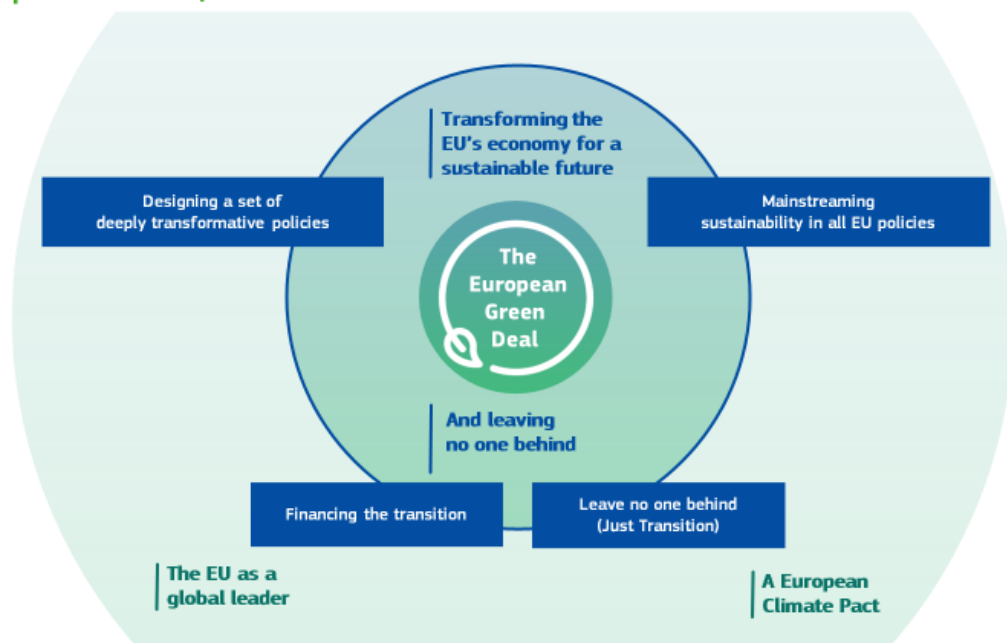 Transforming the
EU's economy for a
sustainable future
Designing a set of
deeply transformative policies
Mainstreaming
sustainability in all EU policies
The
European
Green
Deal
And leaving
no one behind
Financing the transition
Leave no one behind
(Just Transition)
The EU as a
global leader
A European
Climate Pact